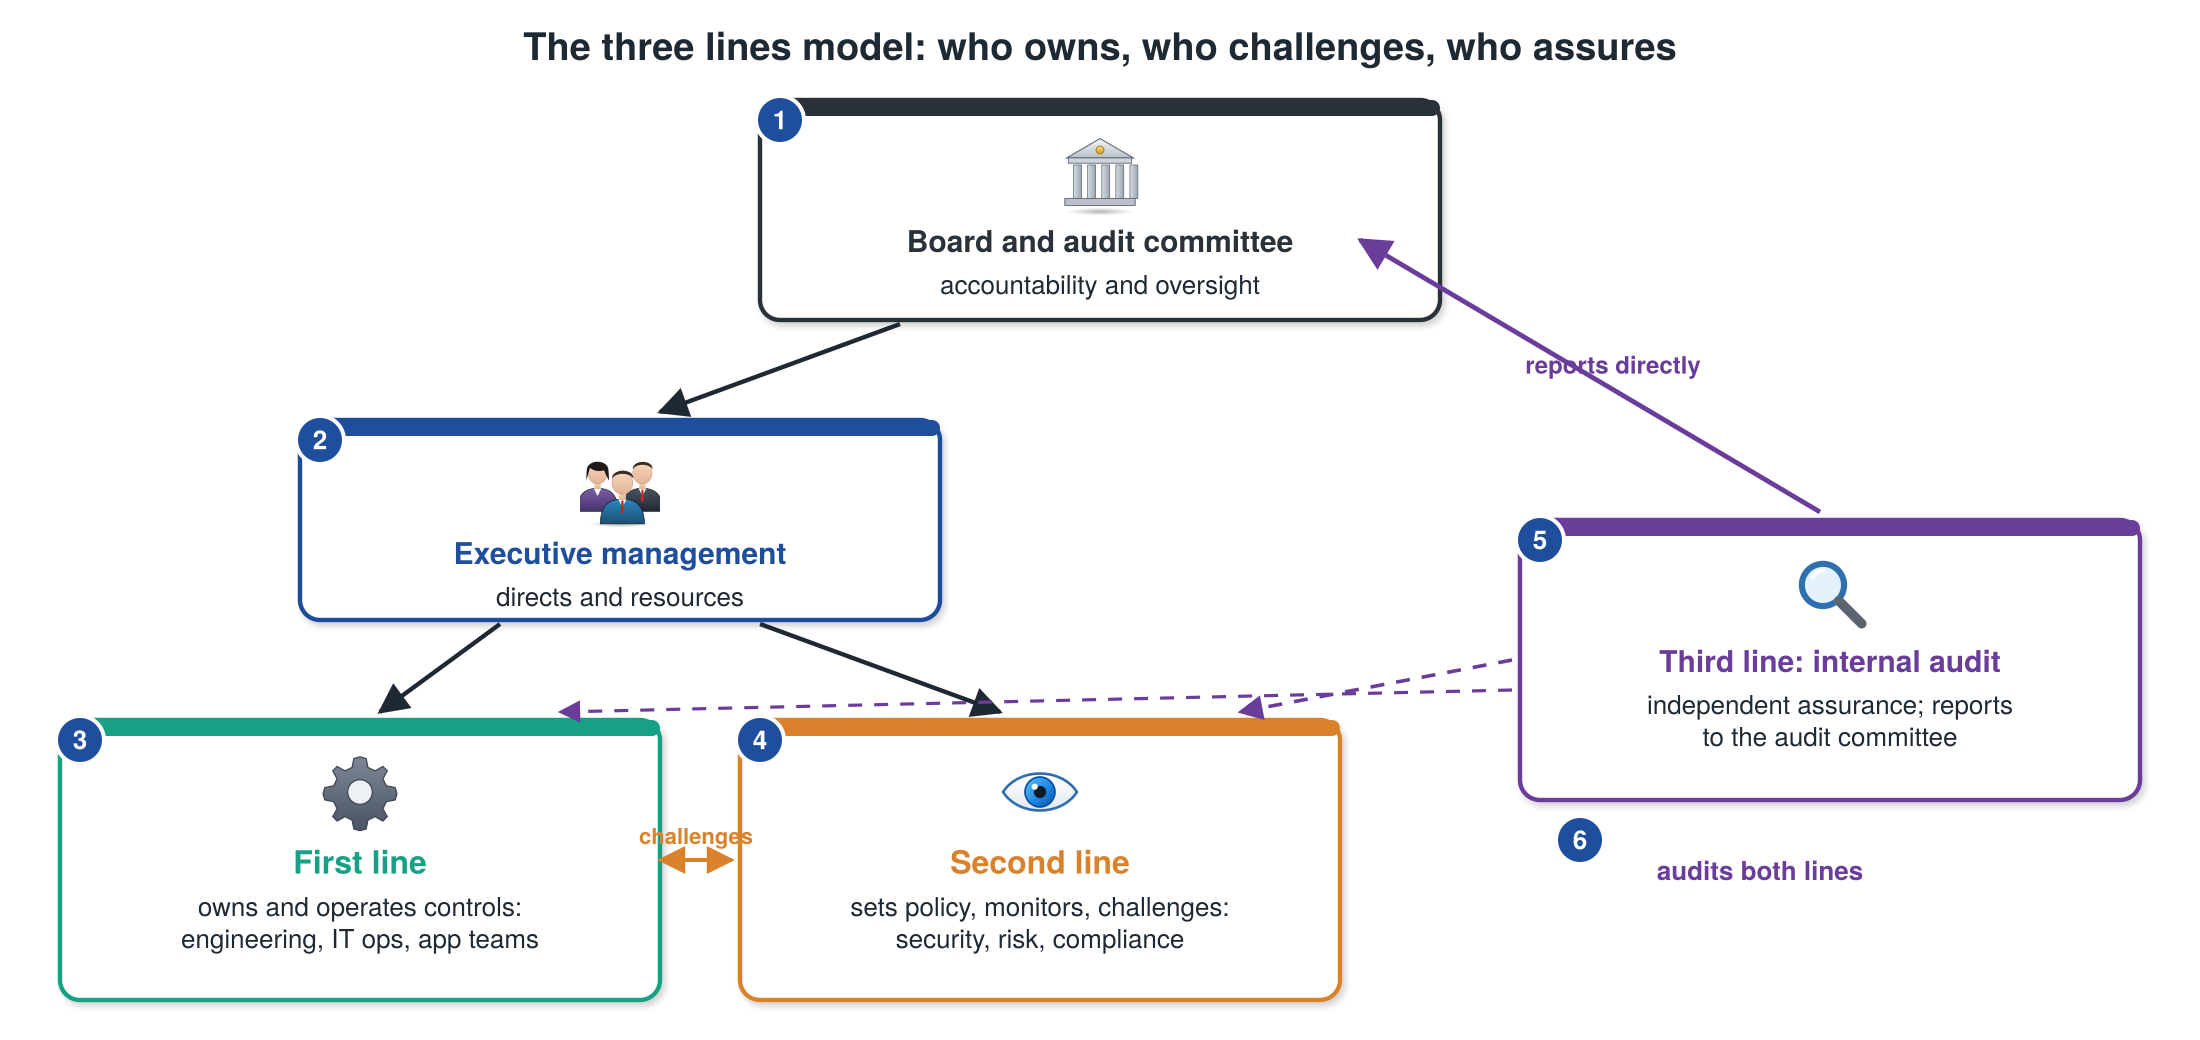 The three lines model: who owns, who challenges, who assures
1
Board and audit committee
accountability and oversight
reports directly
2
Executive management
directs and resources
5
Third line: internal audit
independent assurance; reports
to the audit committee
3
First line
owns and operates controls:
engineering, IT ops, app teams
challenges
4
Second line
sets policy, monitors, challenges:
security, risk, compliance
6
audits both lines